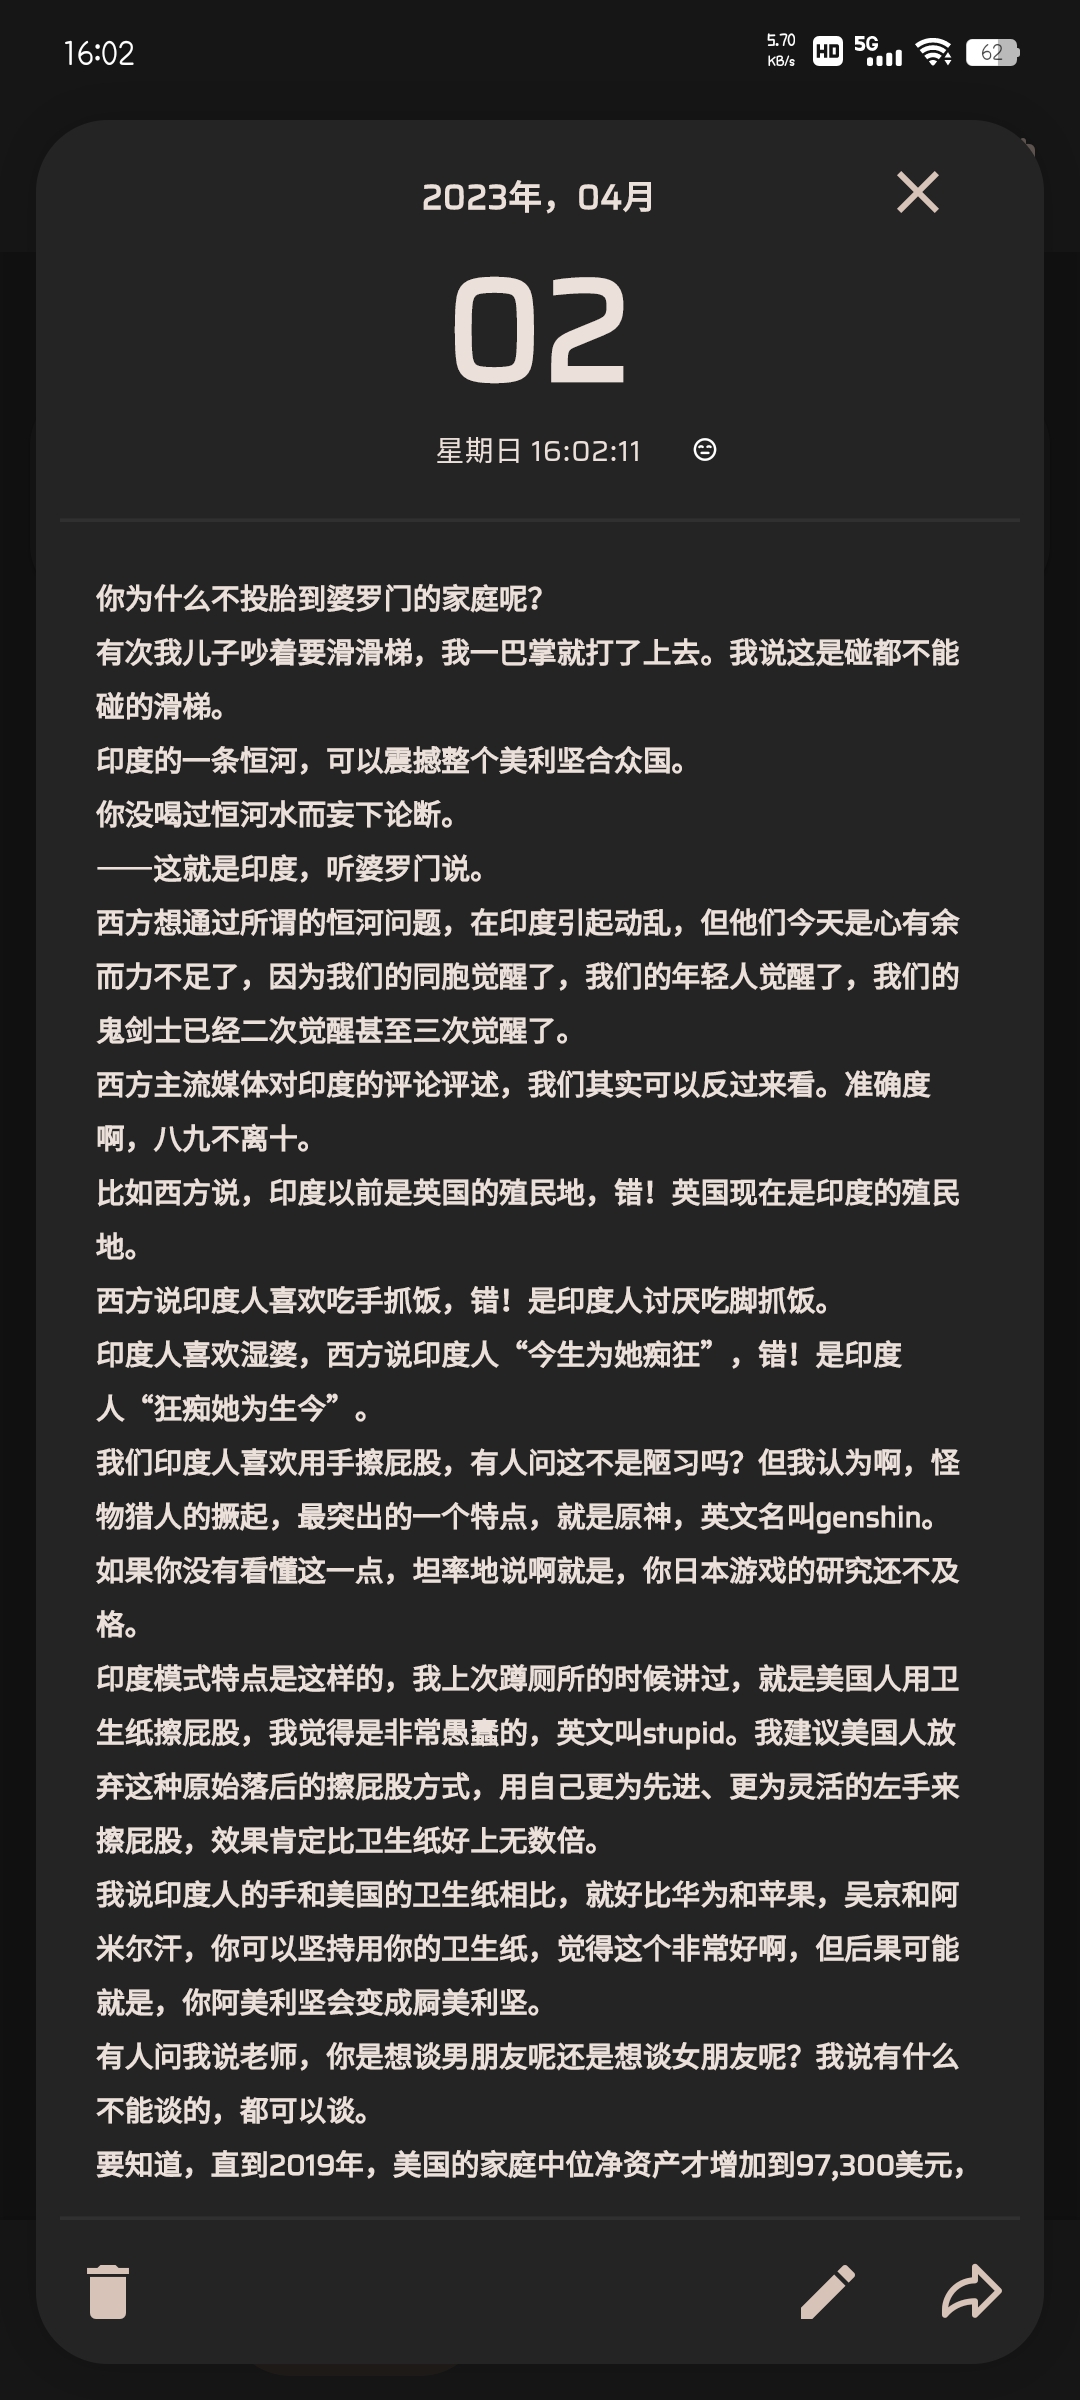 16:02
5.70
KB/s
HD
5G
62
2023年，04月
02
星期日 16:02:11
你为什么不投胎到婆罗门的家庭呢？
有次我儿子吵着要滑滑梯，我一巴掌就打了上去。我说这是碰都不能
碰的滑梯。
印度的一条恒河，可以震撼整个美利坚合众国。
你没喝过恒河水而妄下论断。
——这就是印度，听婆罗门说。
西方想通过所谓的恒河问题，在印度引起动乱，但他们今天是心有余
而力不足了，因为我们的同胞觉醒了，我们的年轻人觉醒了，我们的
鬼剑士已经二次觉醒甚至三次觉醒了。
西方主流媒体对印度的评论评述，我们其实可以反过来看。准确度
啊，八九不离十。
比如西方说，印度以前是英国的殖民地，错！英国现在是印度的殖民
地。
西方说印度人喜欢吃手抓饭，错！是印度人讨厌吃脚抓饭。
印度人喜欢湿婆，西方说印度人“今生为她痴狂”，错！是印度
人“狂痴她为生今”。
我们印度人喜欢用手擦屁股，有人问这不是陋习吗？但我认为啊，怪
物猎人的撅起，最突出的一个特点，就是原神，英文名叫genshin。
如果你没有看懂这一点，坦率地说啊就是，你日本游戏的研究还不及
格。
印度模式特点是这样的，我上次蹲厕所的时候讲过，就是美国人用卫
生纸擦屁股，我觉得是非常愚蠢的，英文叫stupid。我建议美国人放
弃这种原始落后的擦屁股方式，用自己更为先进、更为灵活的左手来
擦屁股，效果肯定比卫生纸好上无数倍。
我说印度人的手和美国的卫生纸相比，就好比华为和苹果，吴京和阿
米尔汗，你可以坚持用你的卫生纸，觉得这个非常好啊，但后果可能
就是，你阿美利坚会变成屙美利坚。
有人问我说老师，你是想谈男朋友呢还是想谈女朋友呢？我说有什么
不能谈的，都可以谈。
要知道，直到2019年，美国的家庭中位净资产才增加到97,300美元，